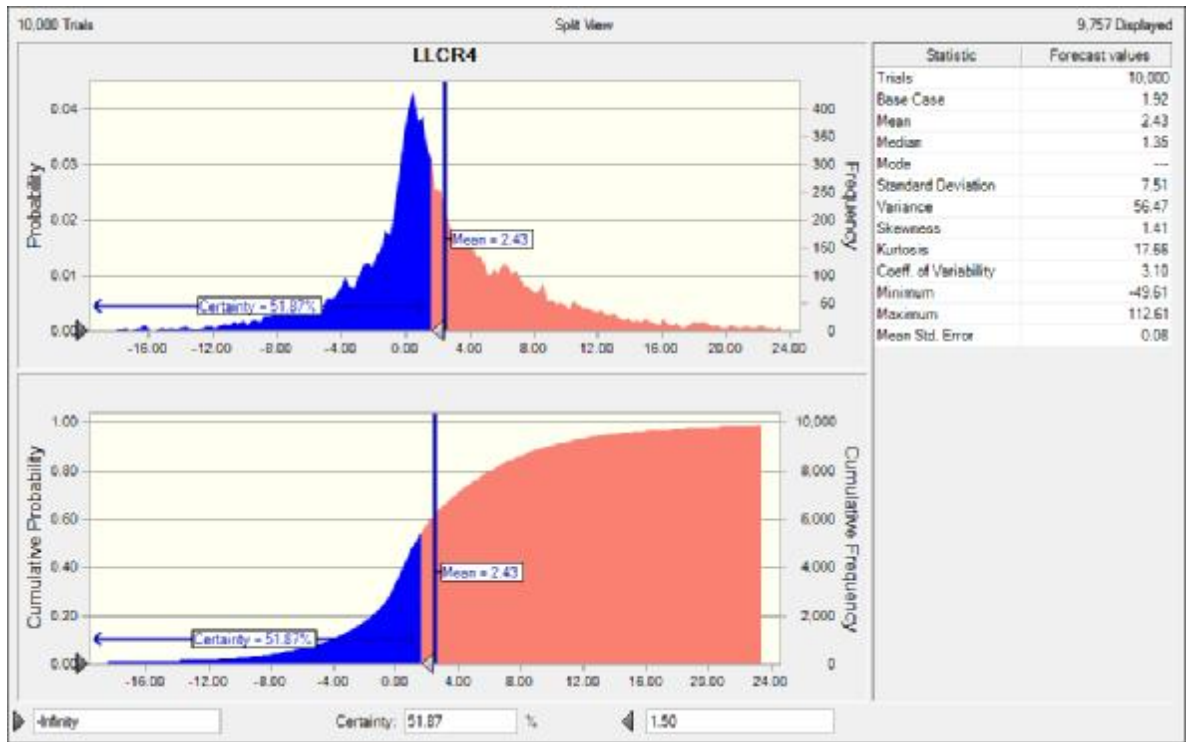 10,000 Trials Split View 9,757 Displayed
LLCR4
Probability
0.04
0.03
0.02
0.01
0.00
Mean = 2.43
Certainty = 51.87%
400
360
300
250
200
150
100
50
0
Frequency
-16.00 -12.00 -8.00 -4.00 0.00 4.00 8.00 12.00 16.00 20.00 24.00
Cumulative Probability
1.00
0.80
0.60
0.40
0.20
0.00
Mean = 2.43
Certainty = 51.87%
10,000
8,000
6,000
4,000
2,000
0
Cumulative Frequency
-16.00 -12.00 -8.00 -4.00 0.00 4.00 8.00 12.00 16.00 20.00 24.00
Statistic Forecast values
Trials 10,000
Base Case 1.92
Mean 2.43
Median 1.35
Mode ---
Standard Deviation 7.51
Variance 56.47
Skewness 1.41
Kurtosis 17.66
Coeff. of Variability 3.10
Minimum -49.61
Maximum 112.61
Mean Std. Error 0.08
-Infinity Certainty: 51.87 % 1.50